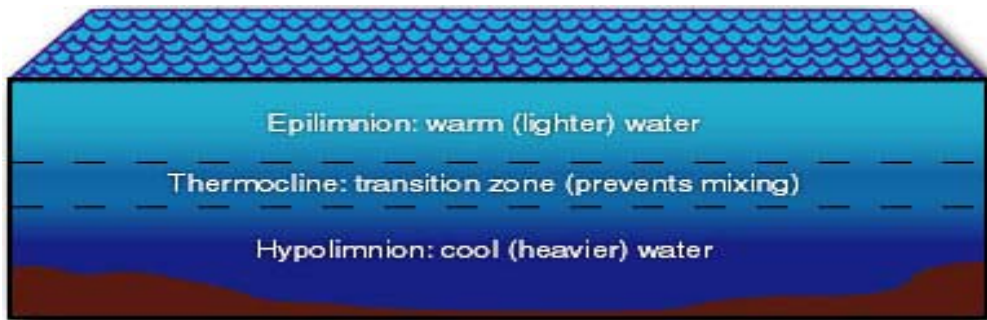 Epilimnion: warm (lighter) water
Thermocline: transition zone (prevents mixing)
Hypolimnion: cool (heavier) water